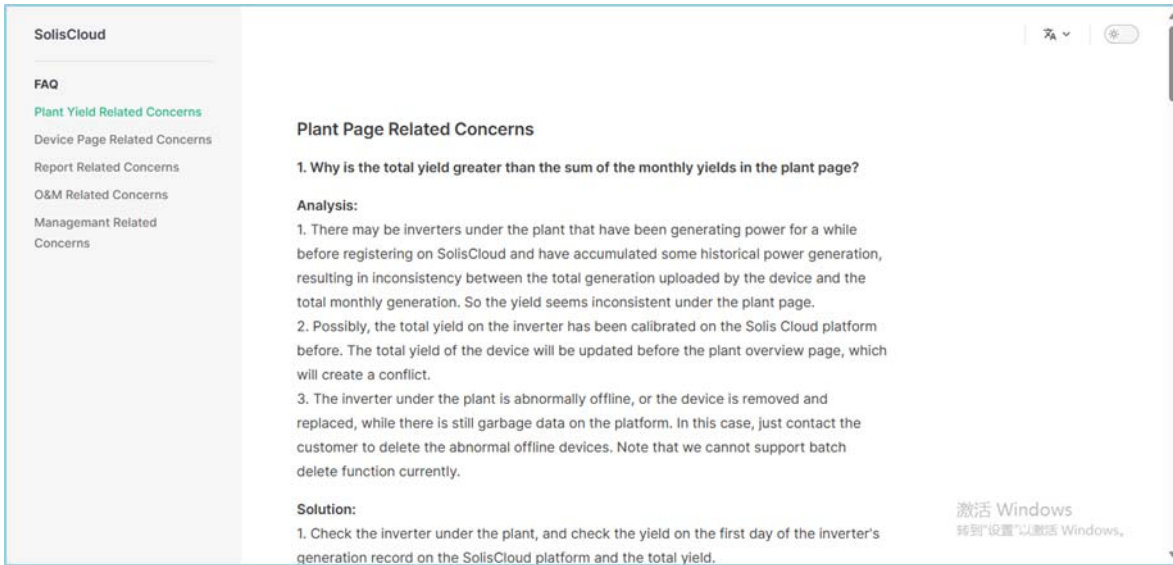 SolisCloud
FAQ
Plant Yield Related Concerns
Device Page Related Concerns
Report Related Concerns
O&M Related Concerns
Managemant Related
Concerns
Plant Page Related Concerns
1. Why is the total yield greater than the sum of the monthly yields in the plant page?
Analysis:
1. There may be inverters under the plant that have been generating power for a while
before registering on SolisCloud and have accumulated some historical power generation,
resulting in inconsistency between the total generation uploaded by the device and the
total monthly generation. So the yield seems inconsistent under the plant page.
2. Possibly, the total yield on the inverter has been calibrated on the Solis Cloud platform
before. The total yield of the device will be updated before the plant overview page, which
will create a conflict.
3. The inverter under the plant is abnormally offline, or the device is removed and
replaced, while there is still garbage data on the platform. In this case, just contact the
customer to delete the abnormal offline devices. Note that we cannot support batch
delete function currently.
Solution:
1. Check the inverter under the plant, and check the yield on the first day of the inverter's
generation record on the SolisCloud platform and the total yield.
激活 Windows
转到"设置"以激活 Windows。